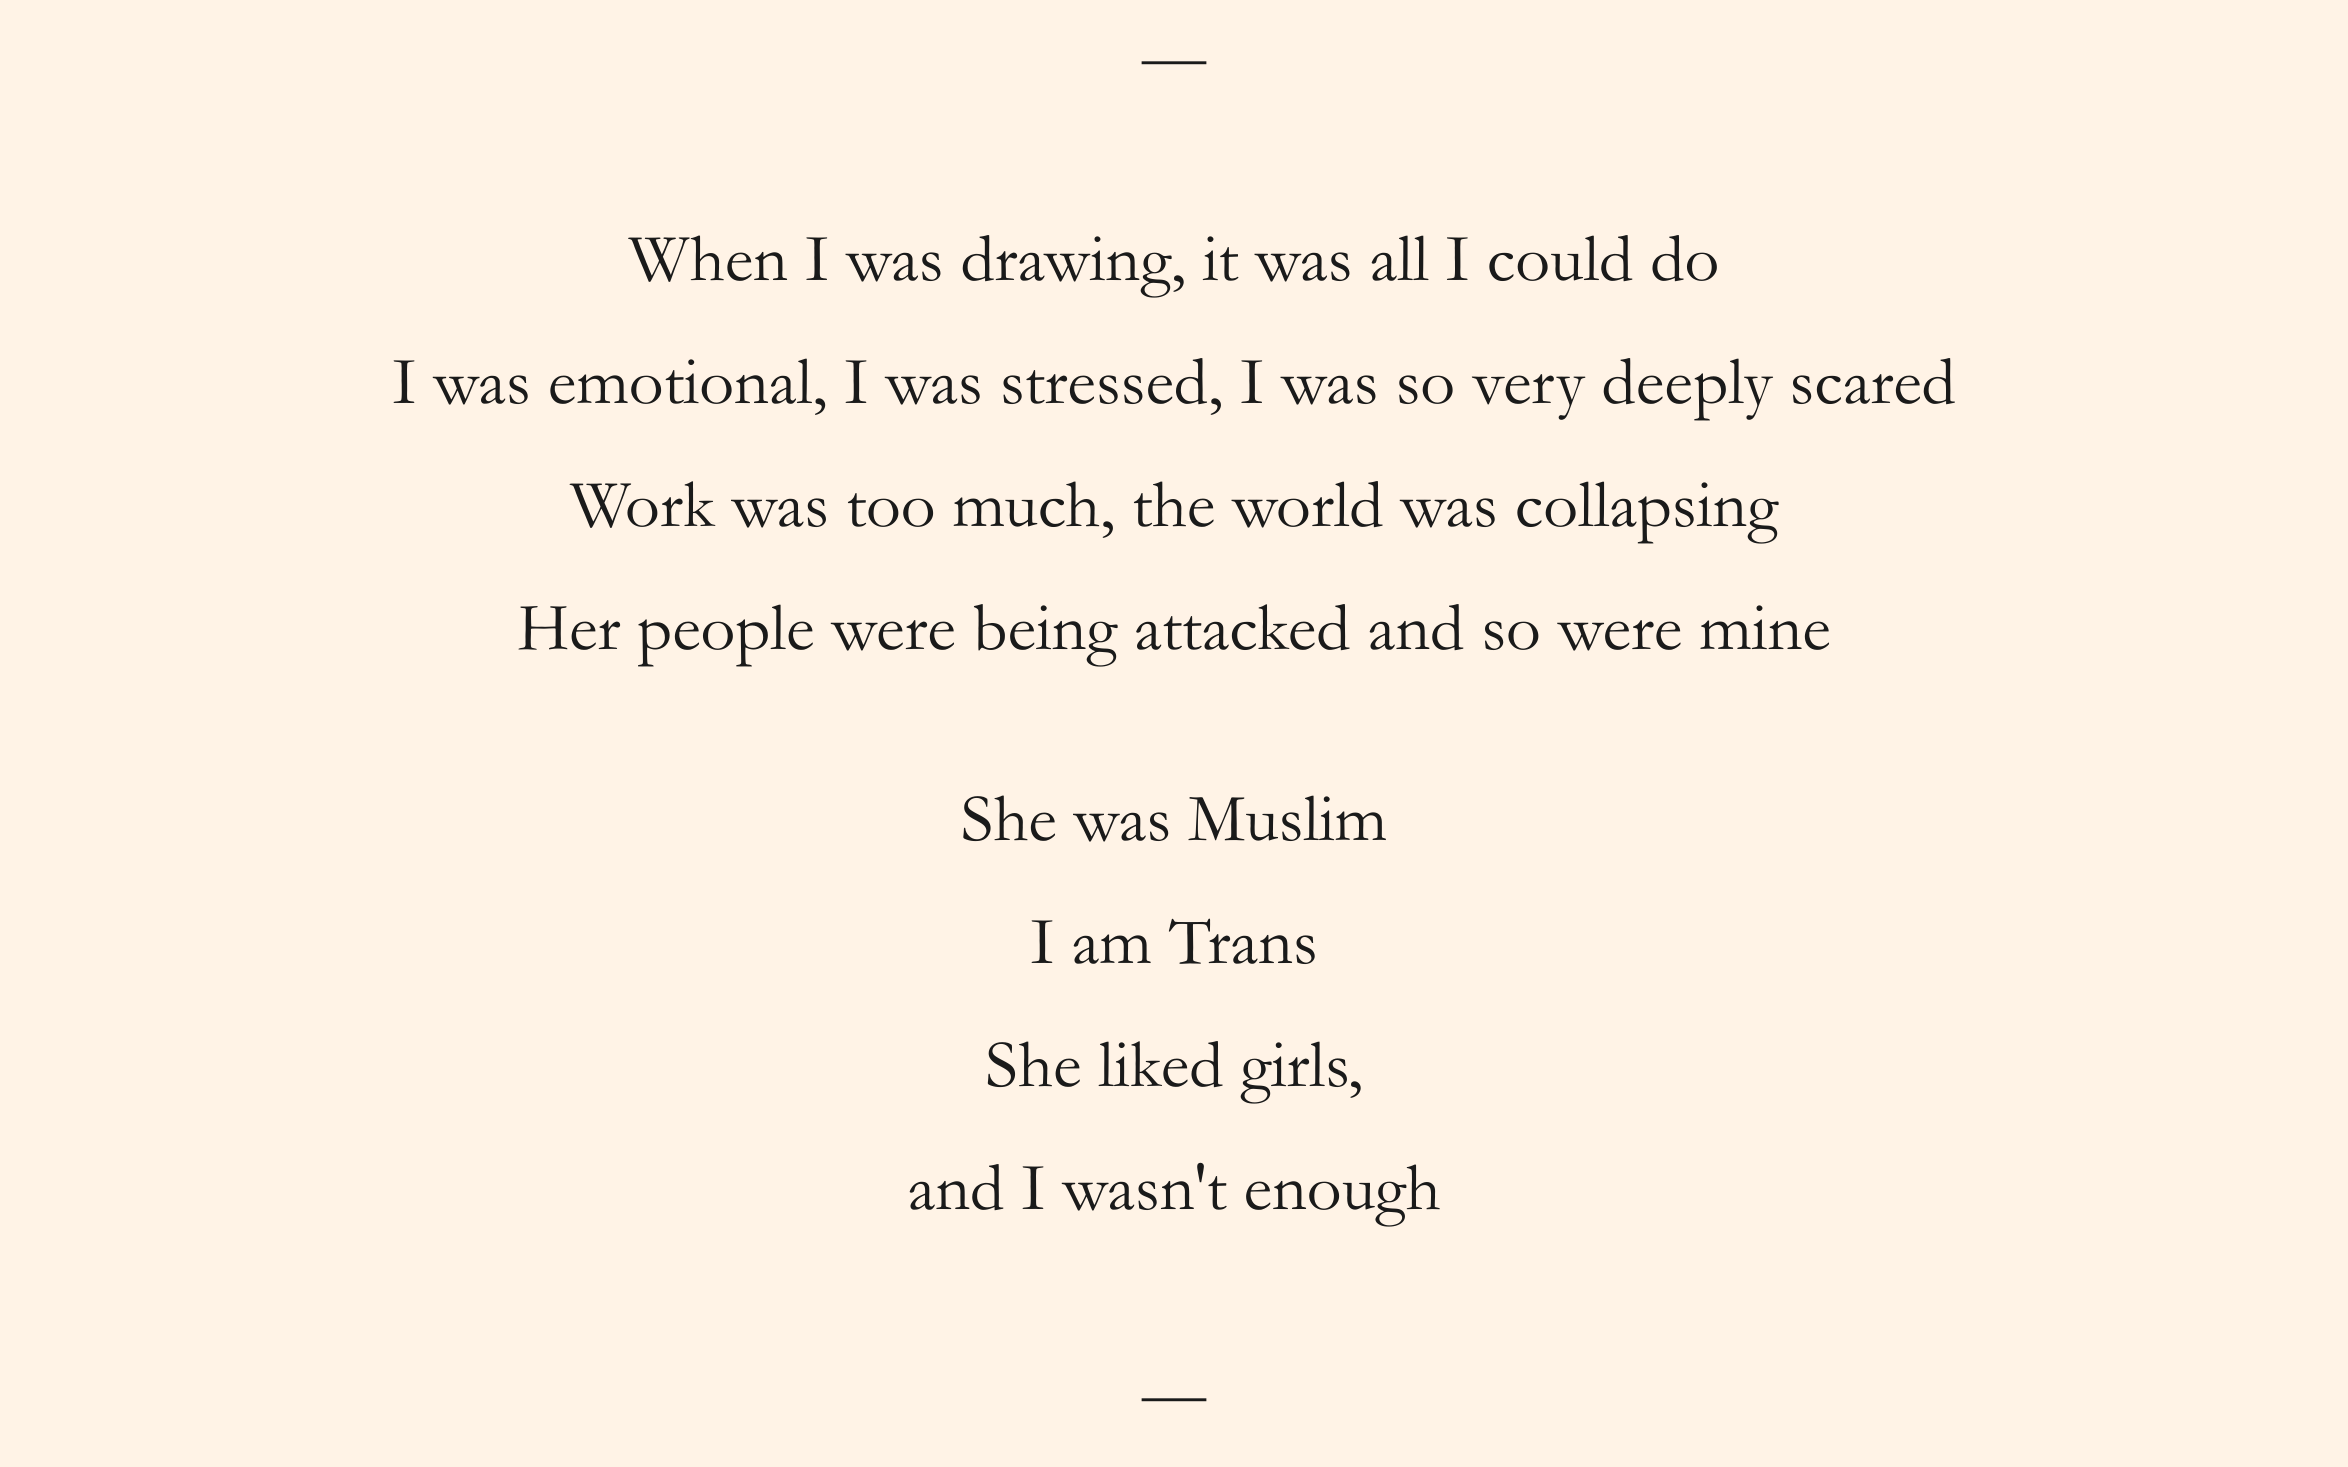 When I was drawing, it was all I could do
I was emotional, I was stressed, I was so very deeply scared
Work was too much, the world was collapsing
Her people were being attacked and so were mine
She was Muslim
I am Trans
She liked girls,
and I wasn't enough